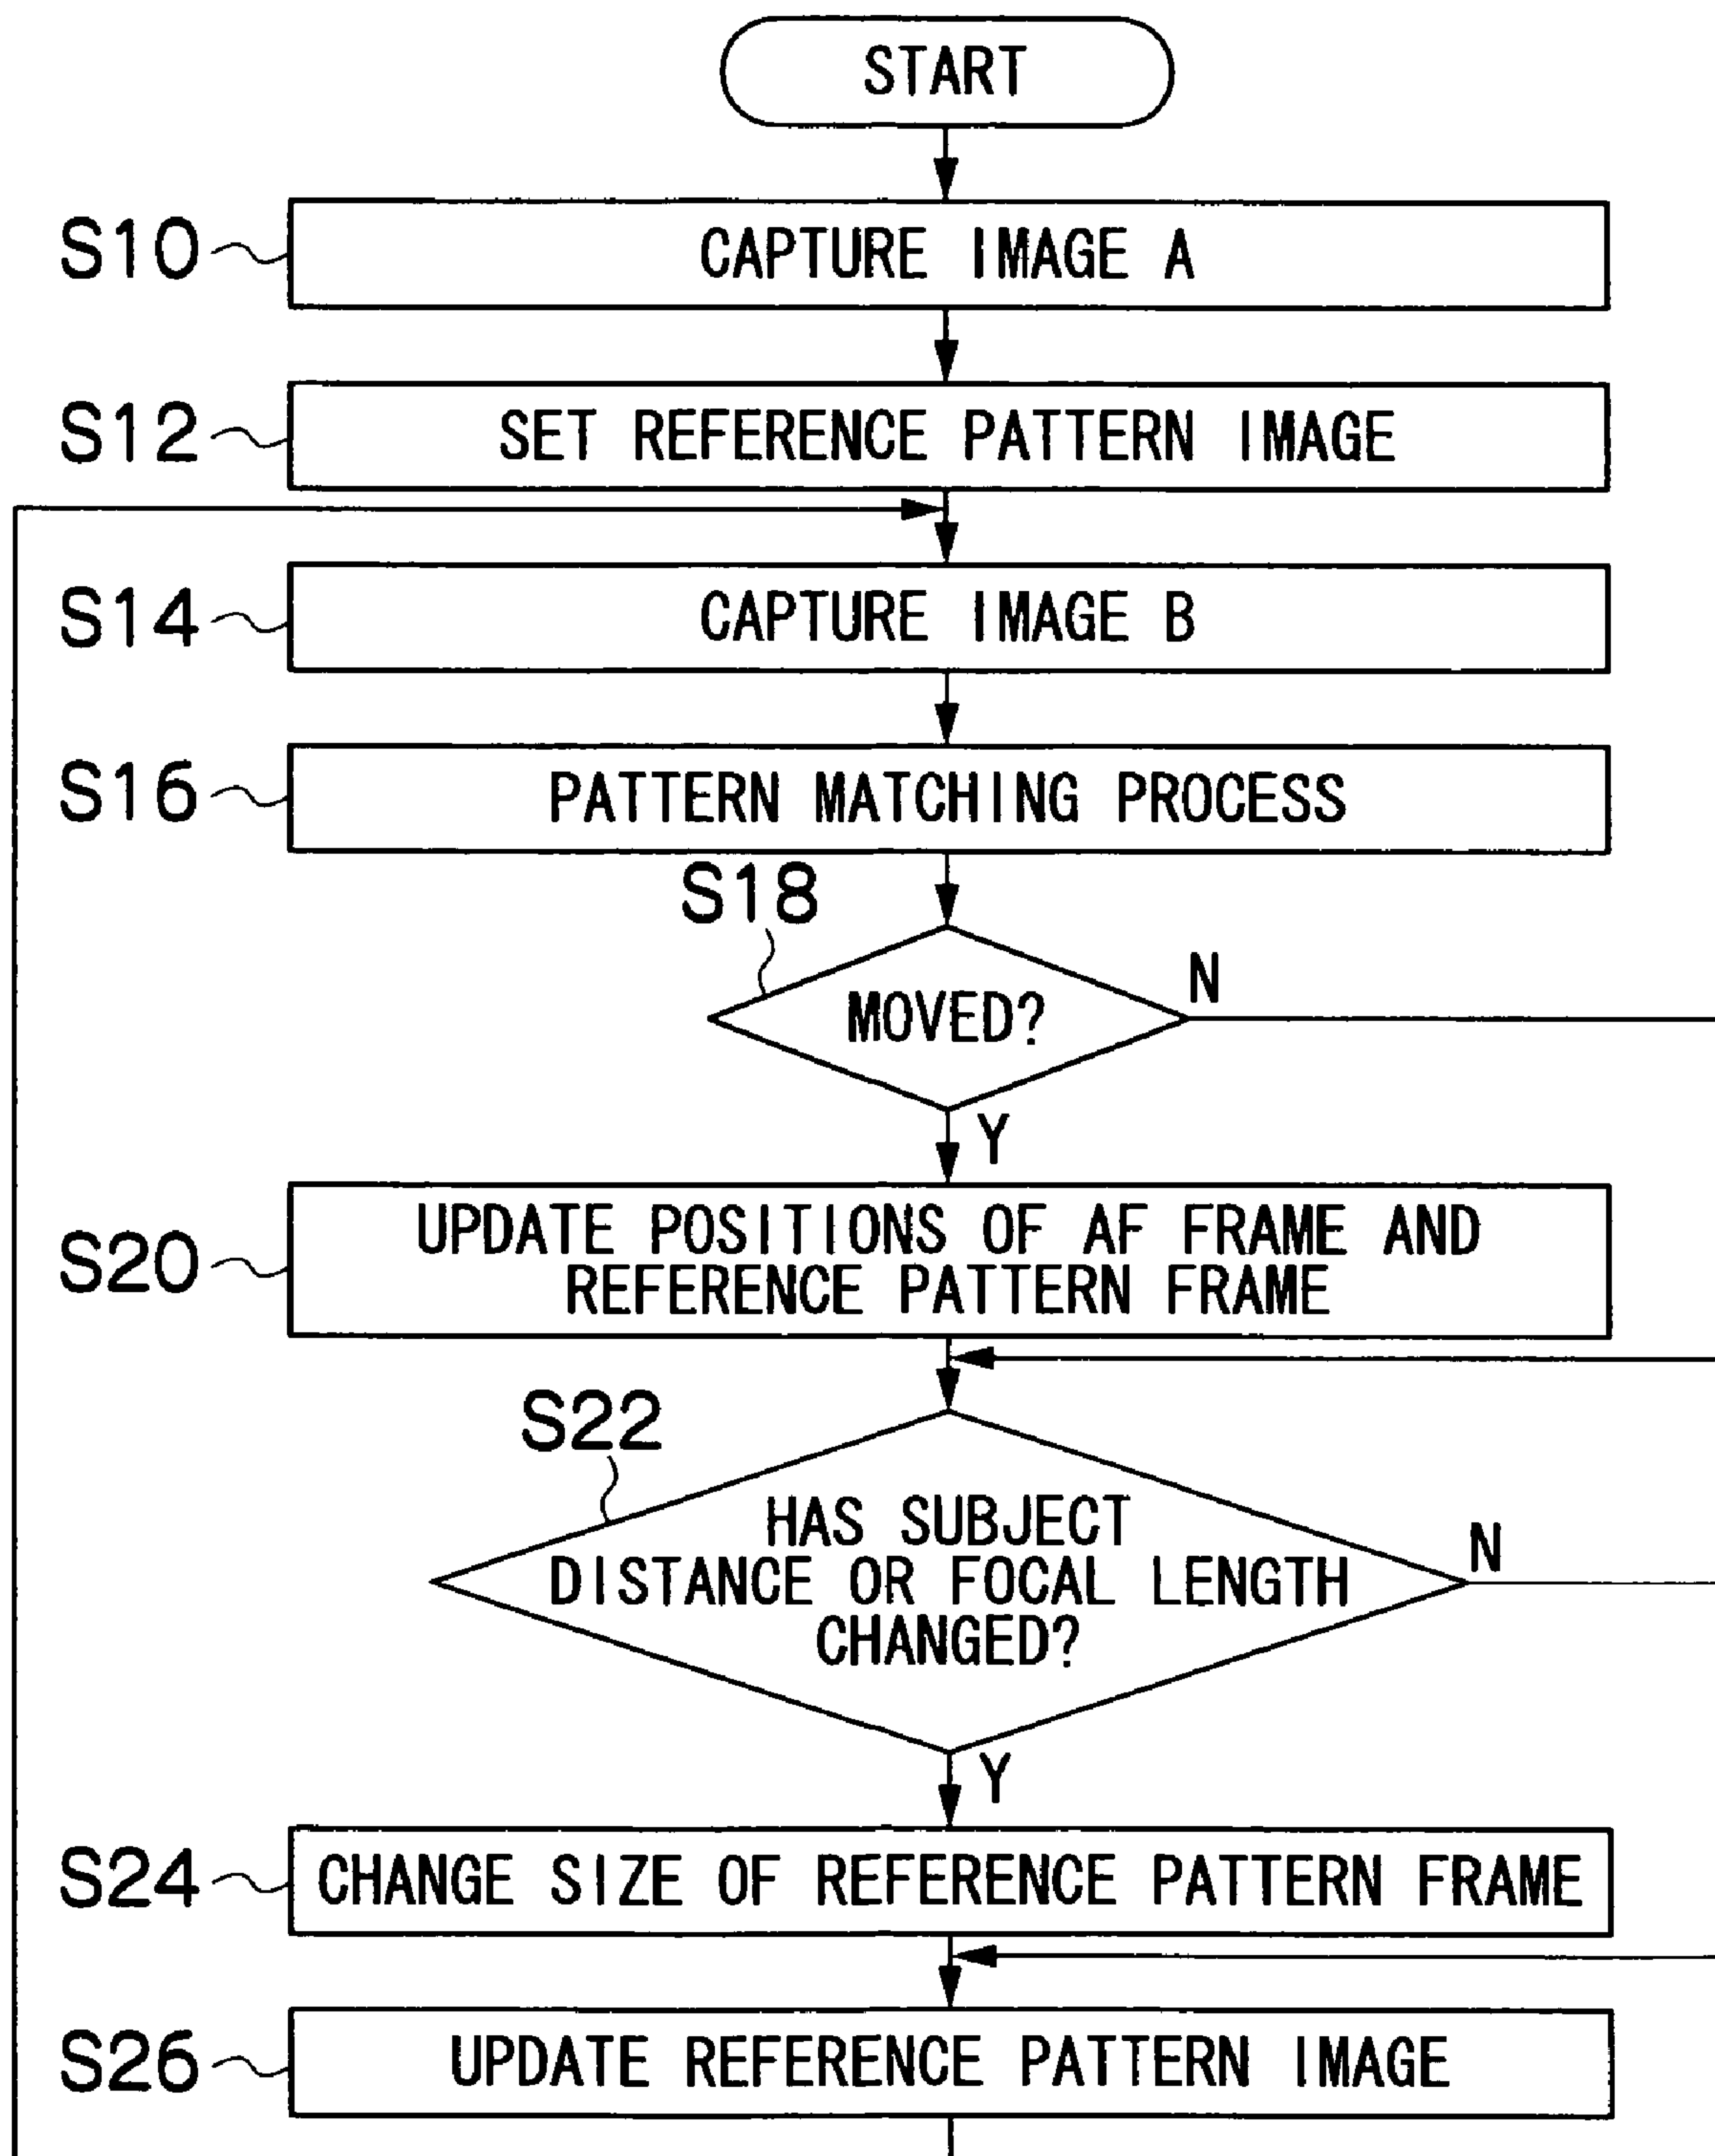 START
S10
CAPTURE IMAGE A
S12
SET REFERENCE PATTERN IMAGE
S14
CAPTURE IMAGE B
S16
PATTERN MATCHING PROCESS
S18
MOVED?
N
Y
S20
UPDATE POSITIONS OF AF FRAME AND
REFERENCE PATTERN FRAME
S22
HAS SUBJECT
DISTANCE OR FOCAL LENGTH
CHANGED?
N
Y
S24
CHANGE SIZE OF REFERENCE PATTERN FRAME
S26
UPDATE REFERENCE PATTERN IMAGE